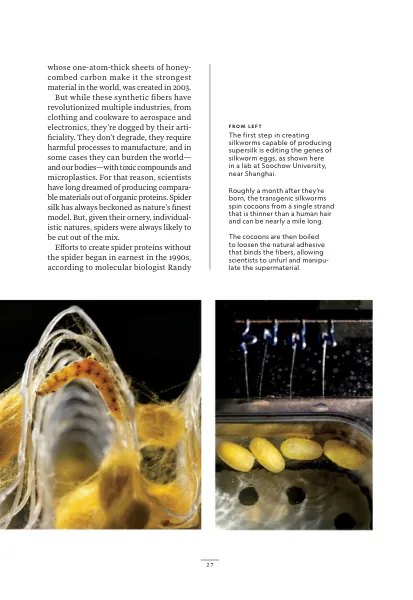 whose one-atom-thick sheets of honey-
combed carbon make it the strongest
material in the world, was created in 2003.
But while these synthetic fibers have
revolutionized multiple industries, from
clothing and cookware to aerospace and
electronics, they're dogged by their arti-
ficiality. They don't degrade, they require
harmful processes to manufacture, and in
some cases they can burden the world—
and our bodies—with toxic compounds and
microplastics. For that reason, scientists
have long dreamed of producing compara-
ble materials out of organic proteins. Spider
silk has always beckoned as nature's finest
model. But, given their ornery, individual-
istic natures, spiders were always likely to
be cut out of the mix.
Efforts to create spider proteins without
the spider began in earnest in the 1990s,
according to molecular biologist Randy
FROM LEFT
The first step in creating
silkworms capable of producing
supersilk is editing the genes of
silkworm eggs, as shown here
in a lab at Soochow University,
near Shanghai.
Roughly a month after they're
born, the transgenic silkworms
spin cocoons from a single strand
that is thinner than a human hair
and can be nearly a mile long.
The cocoons are then boiled
to loosen the natural adhesive
that binds the fibers, allowing
scientists to unfurl and manipu-
late the supermaterial.
27